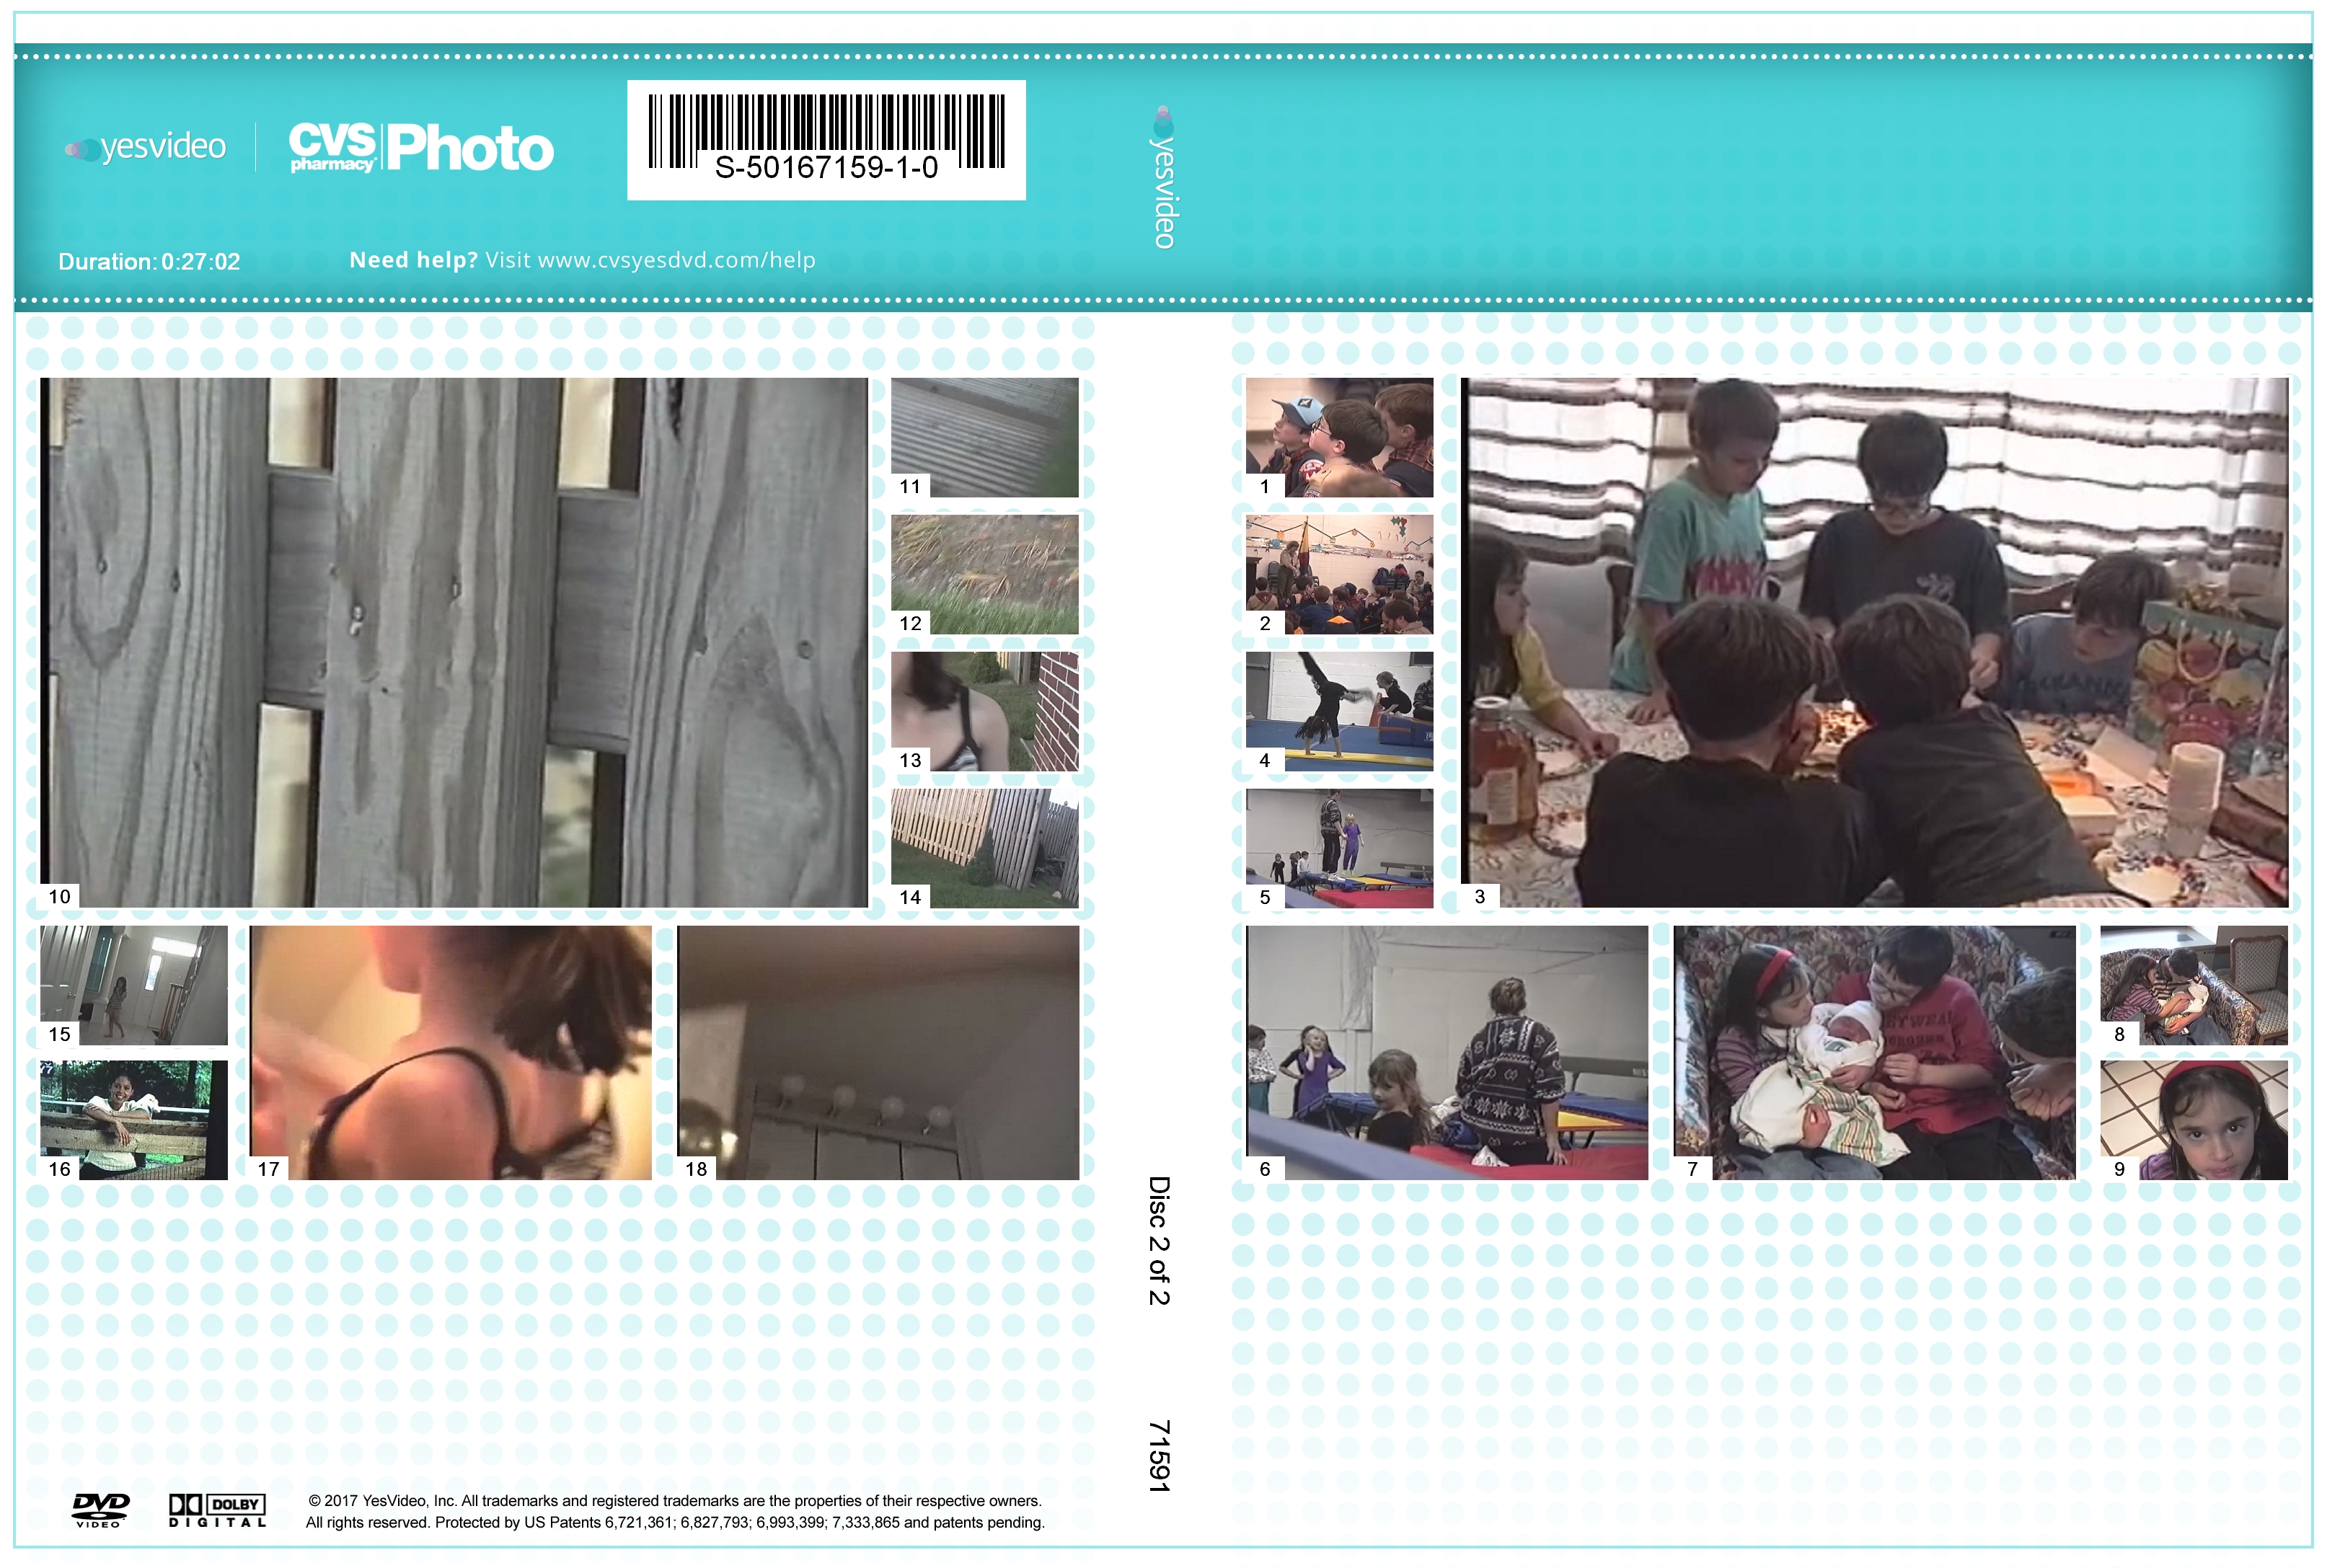 yesvideo
CVS pharmacy Photo
S-50167159-1-0
Duration: 0:27:02
Need help? Visit www.cvsyesdvd.com/help
10
11
12
13
14
15
16
17
18
© 2017 YesVideo, Inc. All trademarks and registered trademarks are the properties of their respective owners.
All rights reserved. Protected by US Patents 6,721,361; 6,827,793; 6,993,399; 7,333,865 and patents pending.
DVD VIDEO
DOLBY DIGITAL
yesvideo
Disc 2 of 2
71591
1
2
4
5
3
6
7
8
9